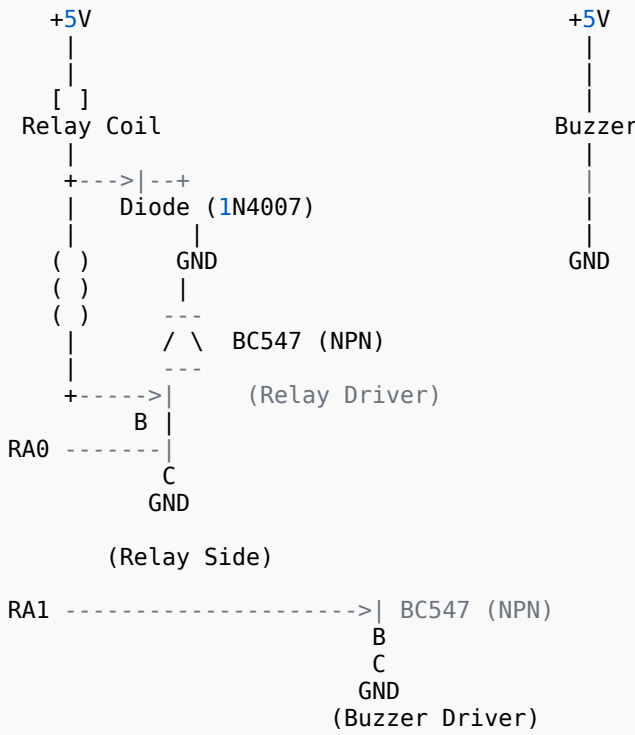 +5V +5V
| |
| |
[ ] |
Relay Coil Buzzer
| |
+--->|--+ |
| Diode (1N4007) |
| | |
( ) GND GND
( ) |
( ) ---
| / \ BC547 (NPN)
| ---
+----->| (Relay Driver)
B |
RA0 -------|
C
GND
(Relay Side)
RA1 --------------------->| BC547 (NPN)
B
C
GND
(Buzzer Driver)